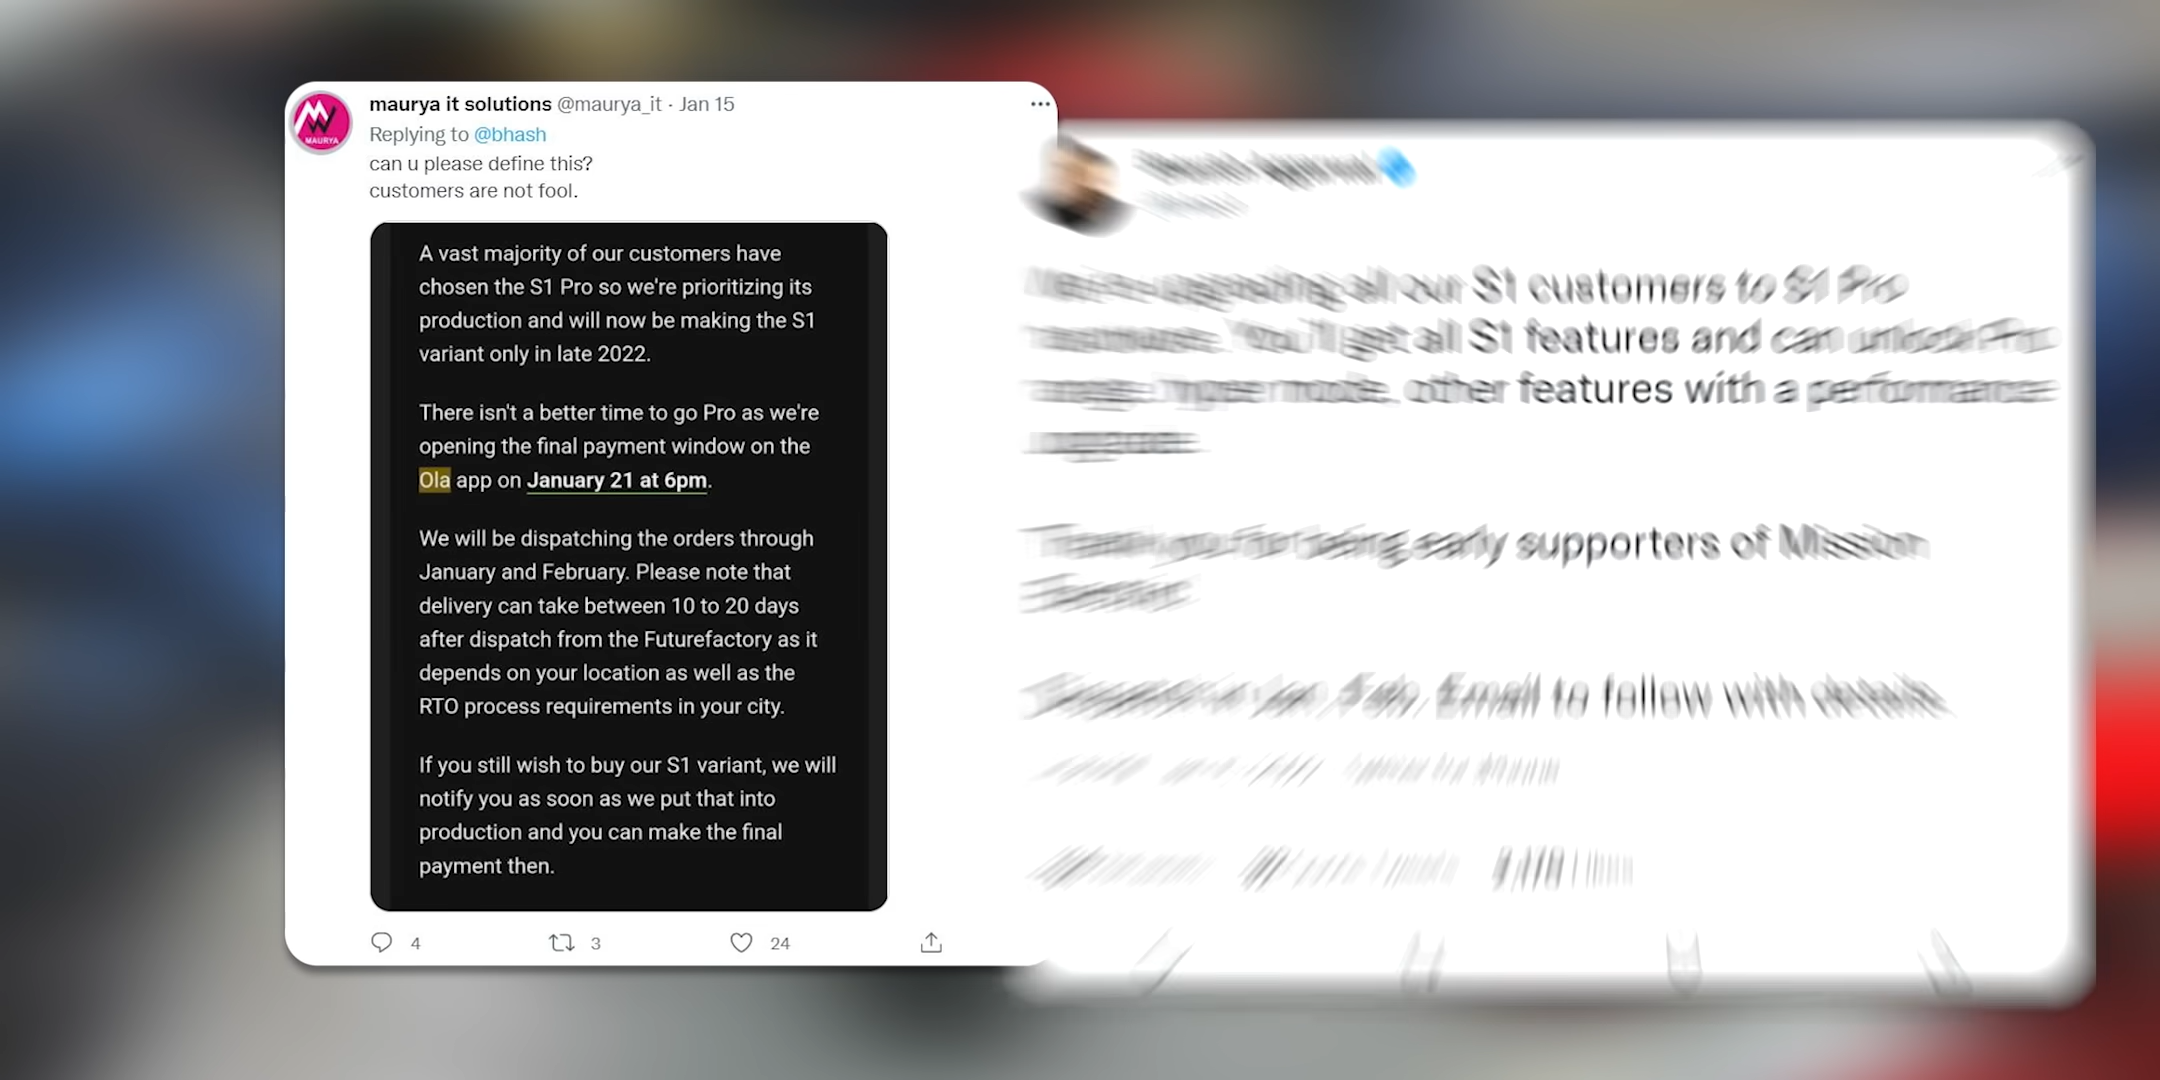 maurya it solutions @maurya_it · Jan 15
Replying to @bhash
can u please define this?
customers are not fool.
MAURYA
A vast majority of our customers have
chosen the S1 Pro so we're prioritizing its
production and will now be making the S1
variant only in late 2022.
There isn't a better time to go Pro as we're
opening the final payment window on the
Ola app on January 21 at 6pm.
We will be dispatching the orders through
January and February. Please note that
delivery can take between 10 to 20 days
after dispatch from the Futurefactory as it
depends on your location as well as the
RTO process requirements in your city.
If you still wish to buy our S1 variant, we will
notify you as soon as we put that into
production and you can make the final
payment then.
4 3 24
all our S1 customers to S1 Pro
You'll get all S1 features and can unlock Pro
other features with a performance
being early supporters of Mission
Email to follow with details